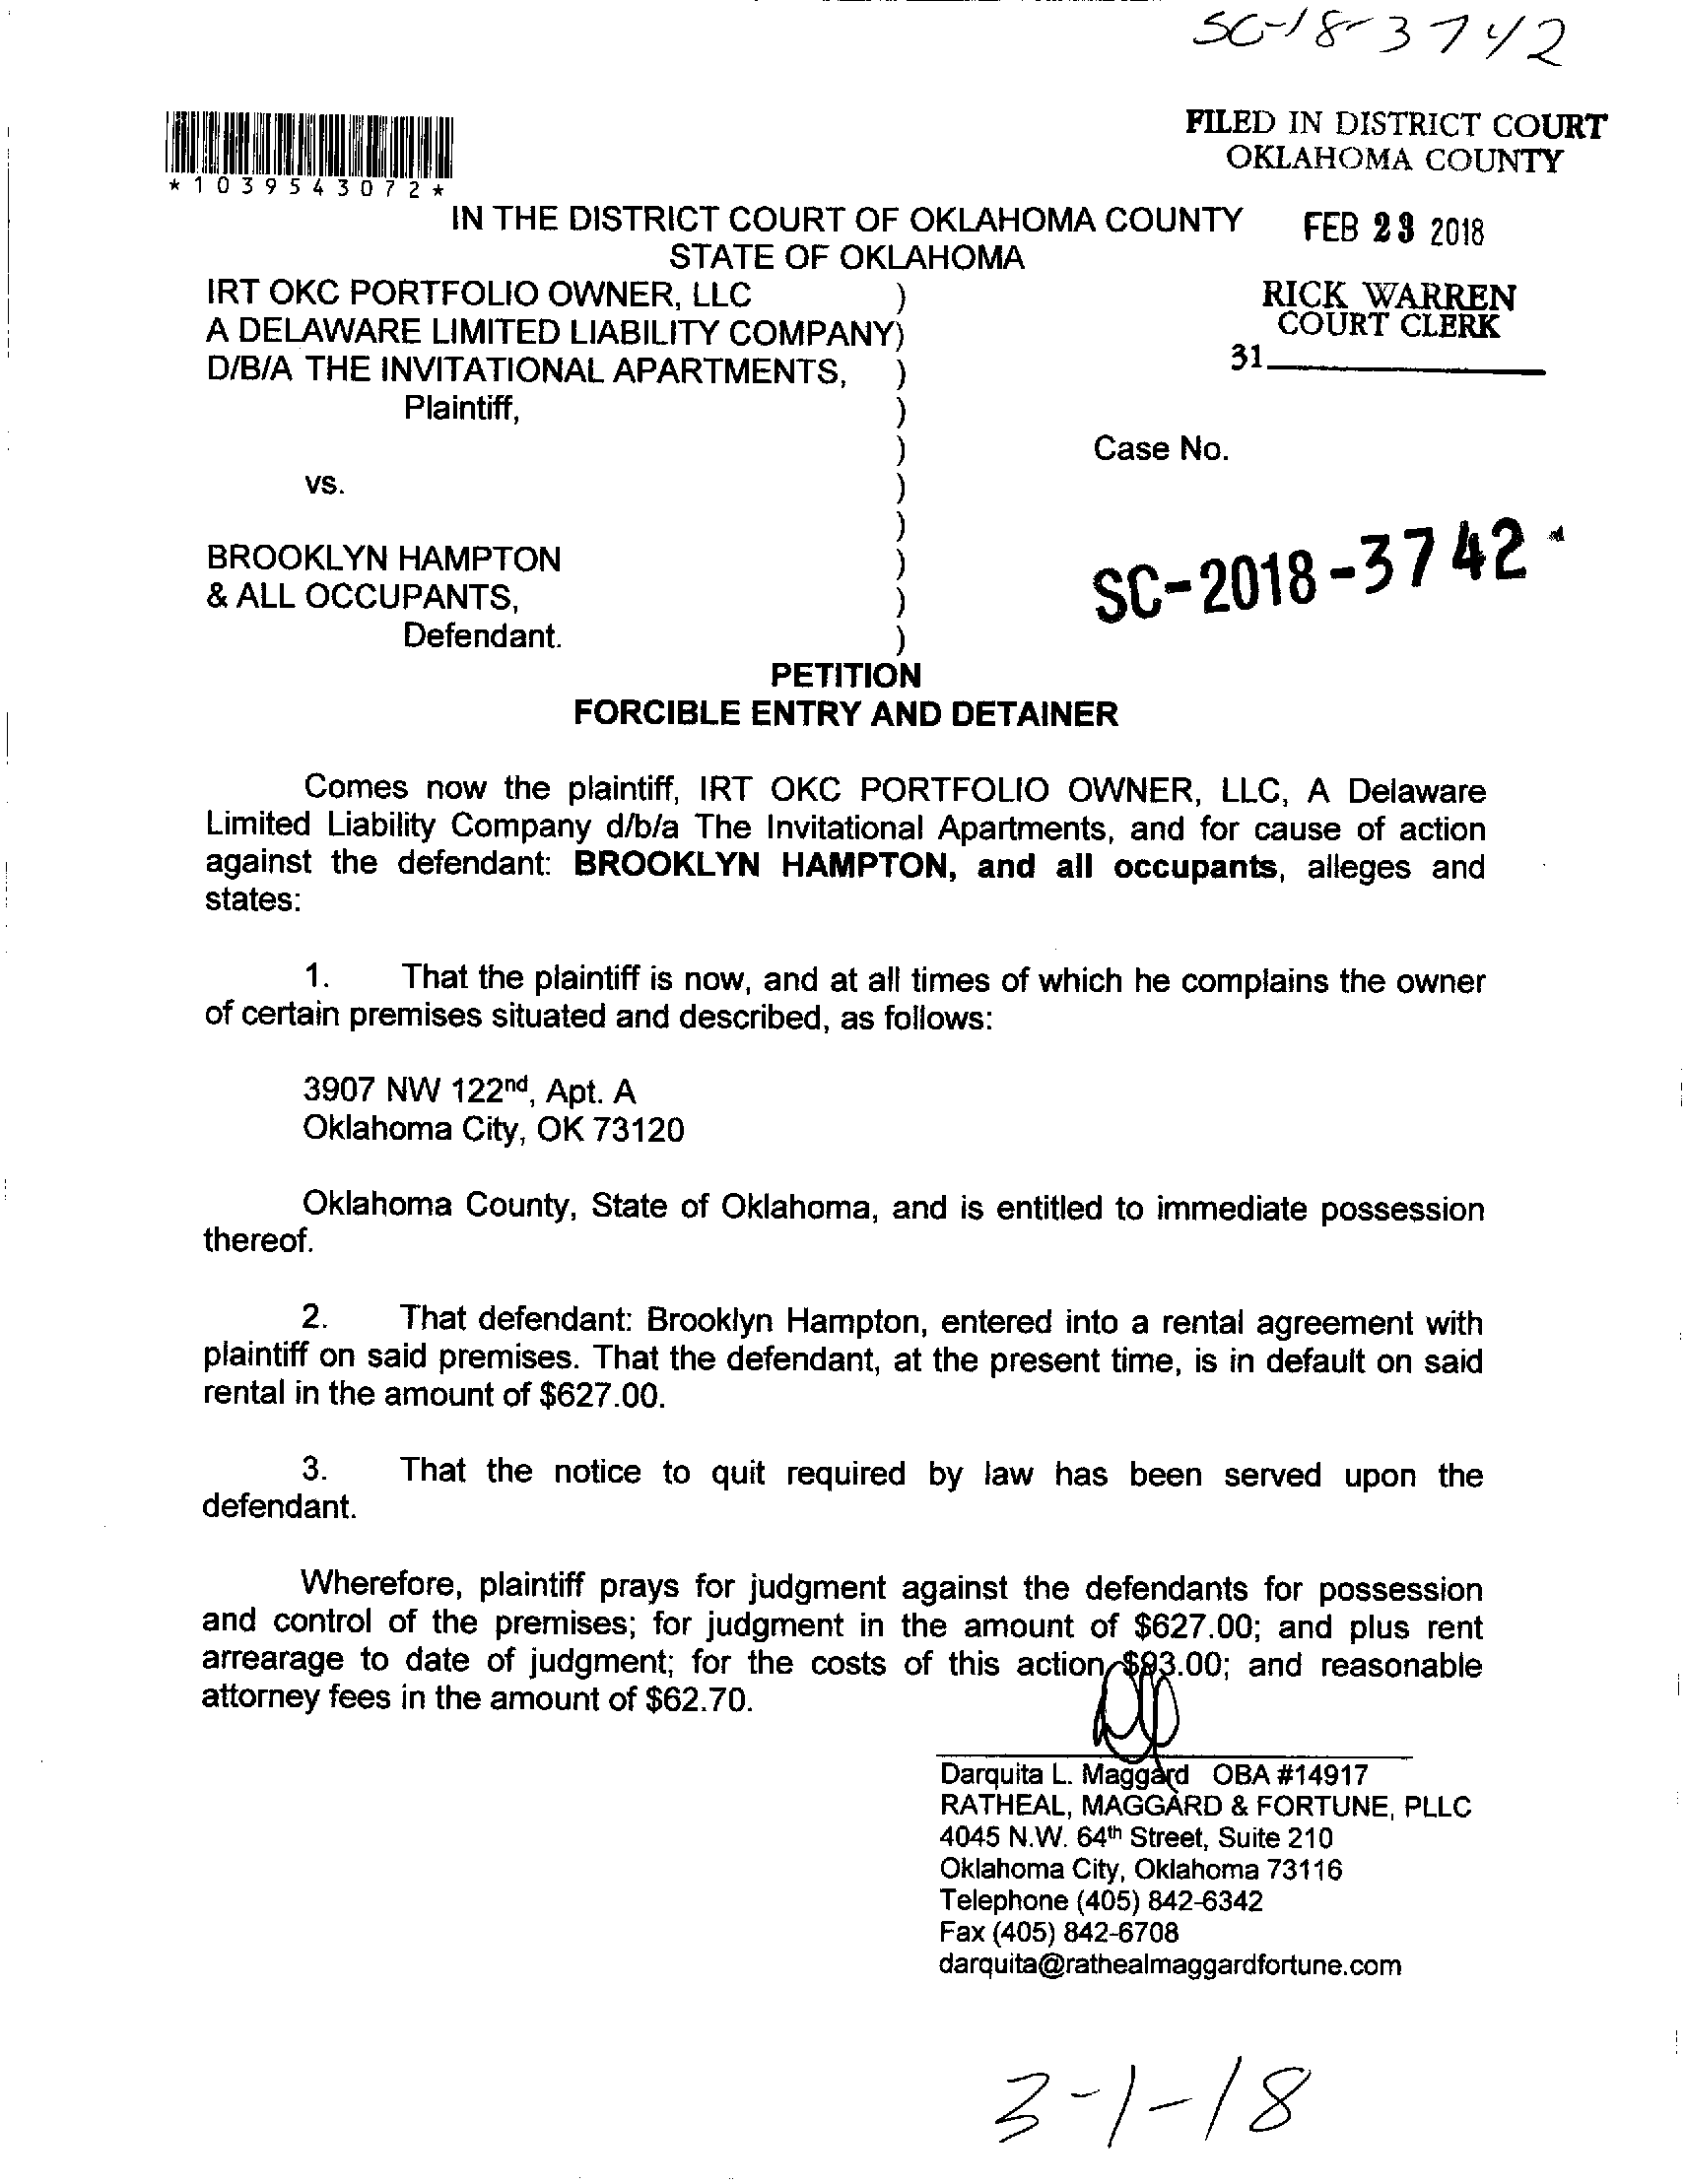 SC-18-3742
*1039543072*
FILED IN DISTRICT COURT
OKLAHOMA COUNTY
FEB 23 2018
RICK WARREN
COURT CLERK
31
IN THE DISTRICT COURT OF OKLAHOMA COUNTY
STATE OF OKLAHOMA
IRT OKC PORTFOLIO OWNER, LLC )
A DELAWARE LIMITED LIABILITY COMPANY)
D/B/A THE INVITATIONAL APARTMENTS, )
Plaintiff, )
) Case No.
vs. )
)
BROOKLYN HAMPTON )
& ALL OCCUPANTS, )
Defendant. )
SC-2018-3742
PETITION
FORCIBLE ENTRY AND DETAINER
Comes now the plaintiff, IRT OKC PORTFOLIO OWNER, LLC, A Delaware
Limited Liability Company d/b/a The Invitational Apartments, and for cause of action
against the defendant: BROOKLYN HAMPTON, and all occupants, alleges and
states:
1. That the plaintiff is now, and at all times of which he complains the owner
of certain premises situated and described, as follows:
3907 NW 122nd, Apt. A
Oklahoma City, OK 73120
Oklahoma County, State of Oklahoma, and is entitled to immediate possession
thereof.
2. That defendant: Brooklyn Hampton, entered into a rental agreement with
plaintiff on said premises. That the defendant, at the present time, is in default on said
rental in the amount of $627.00.
3. That the notice to quit required by law has been served upon the
defendant.
Wherefore, plaintiff prays for judgment against the defendants for possession
and control of the premises; for judgment in the amount of $627.00; and plus rent
arrearage to date of judgment; for the costs of this action, and reasonable
attorney fees in the amount of $62.70.
Darquita L. Maggard OBA #14917
RATHEAL, MAGGARD & FORTUNE, PLLC
4045 N.W. 64th Street, Suite 210
Oklahoma City, Oklahoma 73116
Telephone (405) 842-6342
Fax (405) 842-6708
darquita@rathealmaggardfortune.com
3-1-18